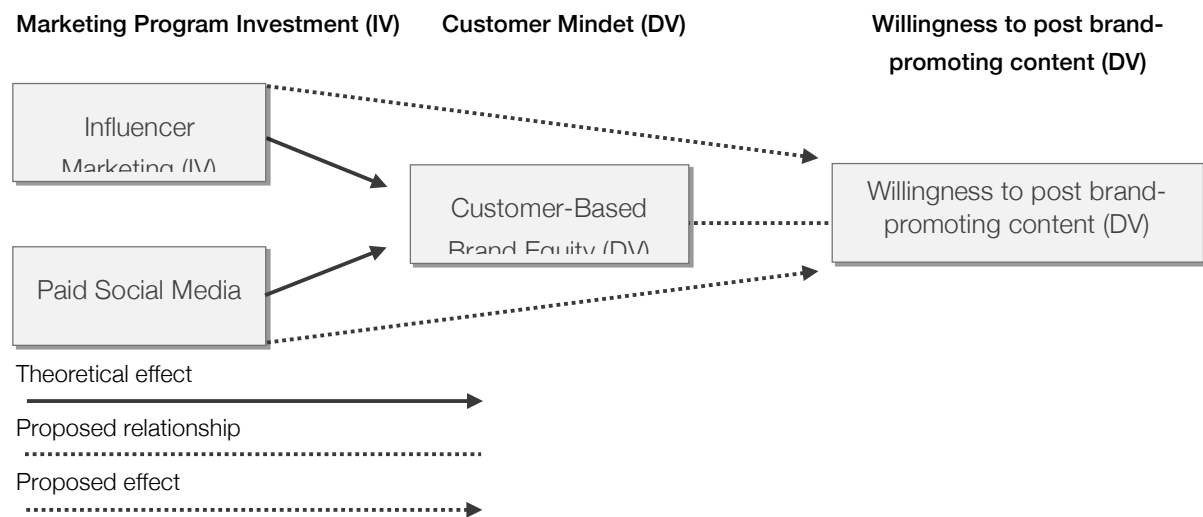 Marketing Program Investment (IV)
Customer Mindet (DV)
Willingness to post brand-
promoting content (DV)
Influencer
Marketing (IV)
Customer-Based
Brand Equity (DV)
Willingness to post brand-
promoting content (DV)
Paid Social Media
Theoretical effect
Proposed relationship
Proposed effect